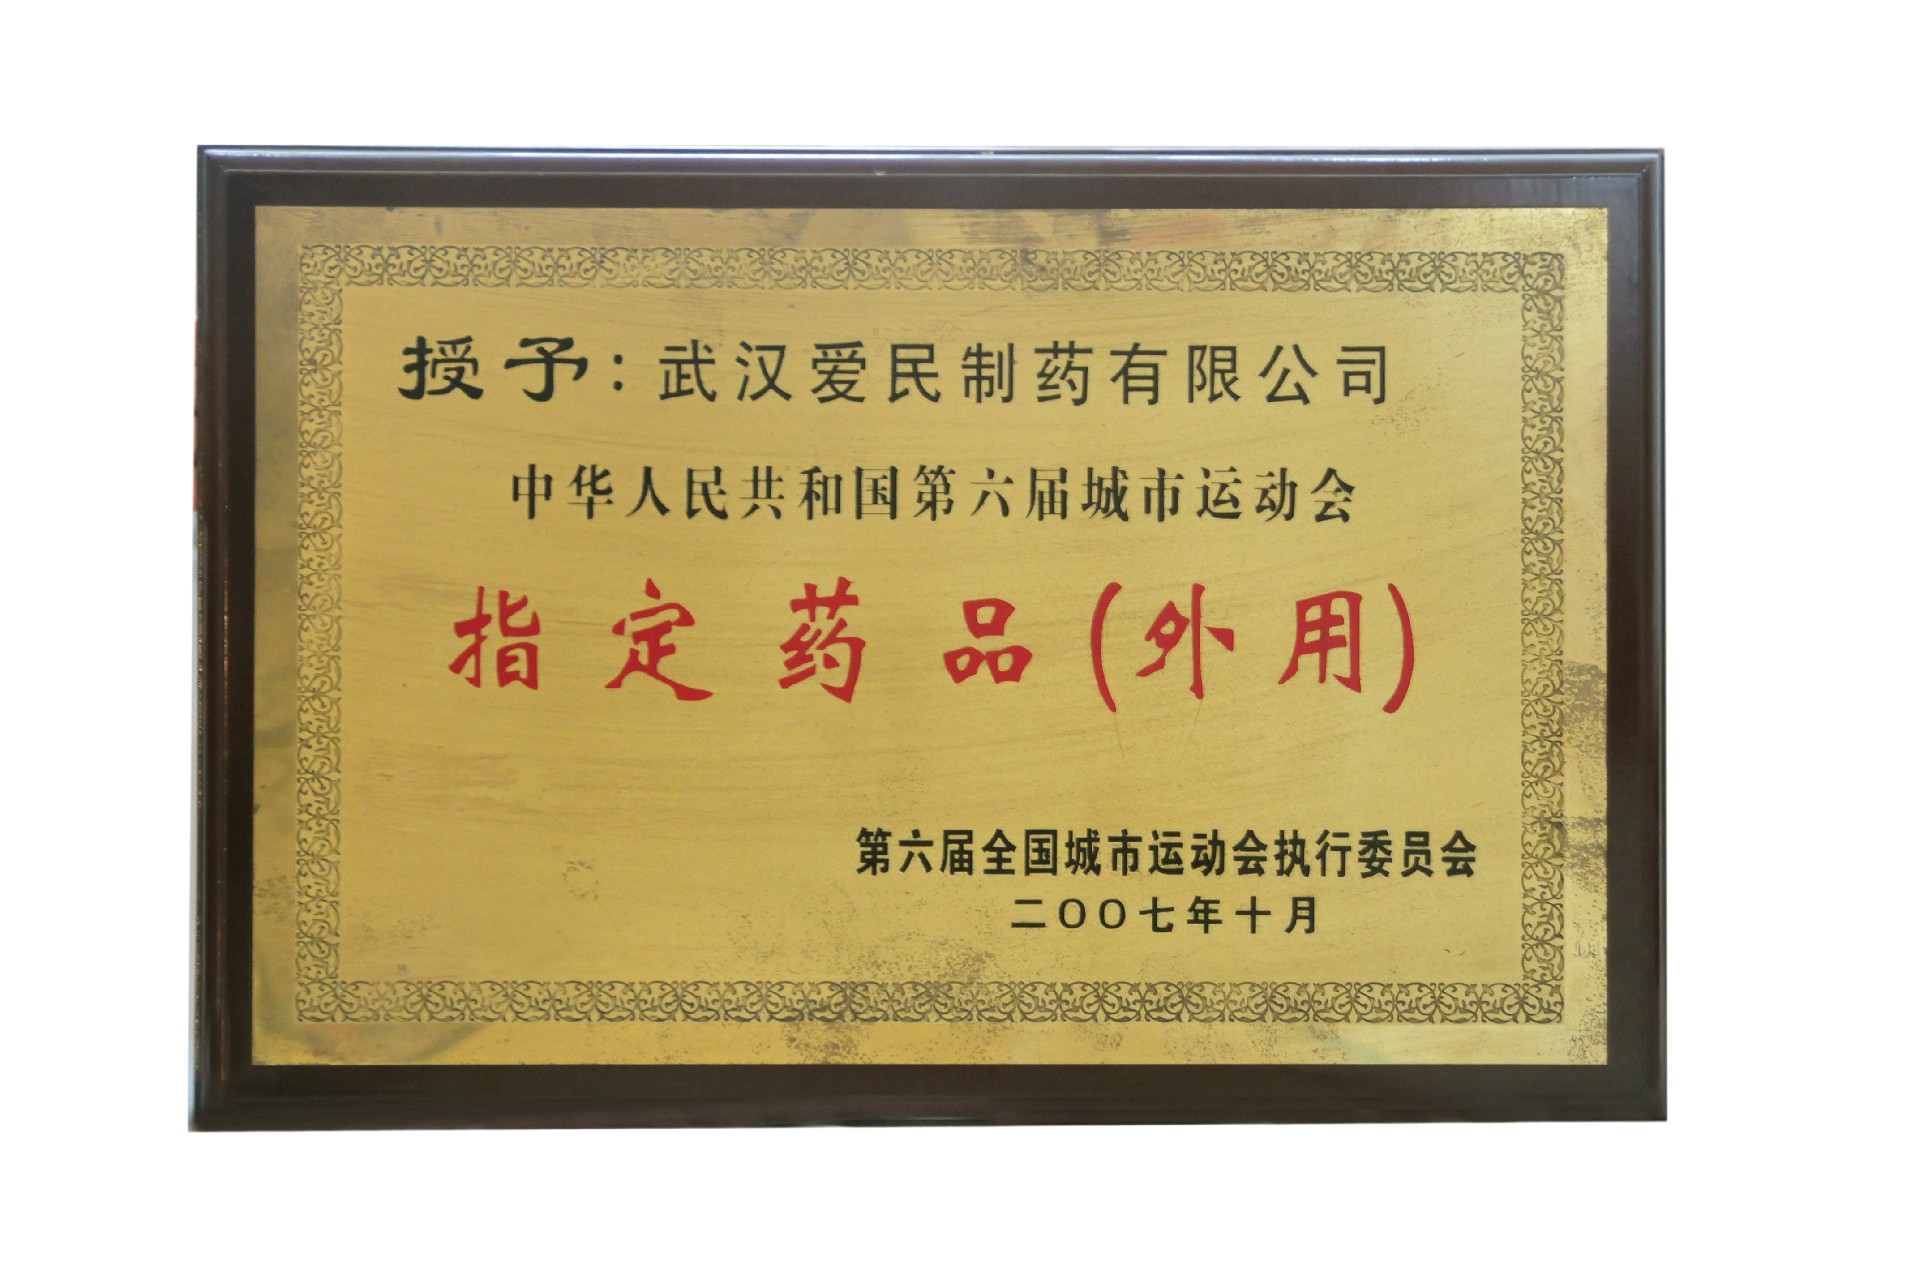 授予：武汉爱民制药有限公司
中华人民共和国第六届城市运动会
指定药品(外用)
第六届全国城市运动会执行委员会
二〇〇七年十月